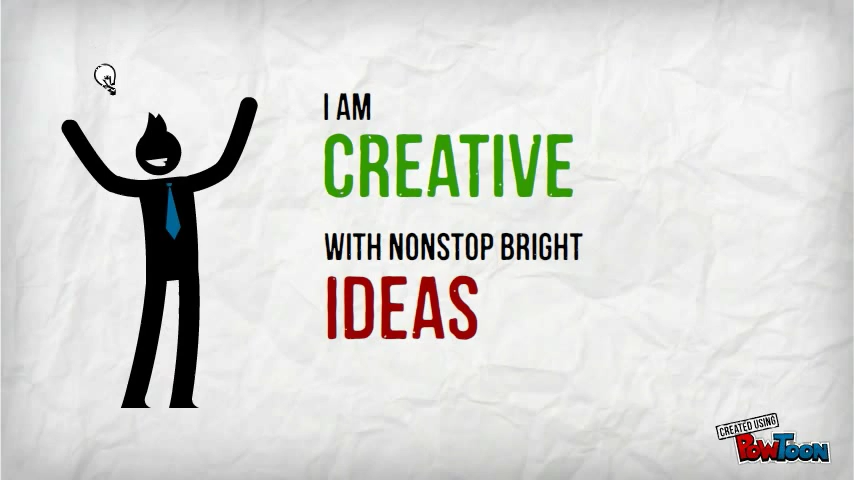 I AM
CREATIVE
WITH NONSTOP BRIGHT
IDEAS
CREATED USING
POWTOON